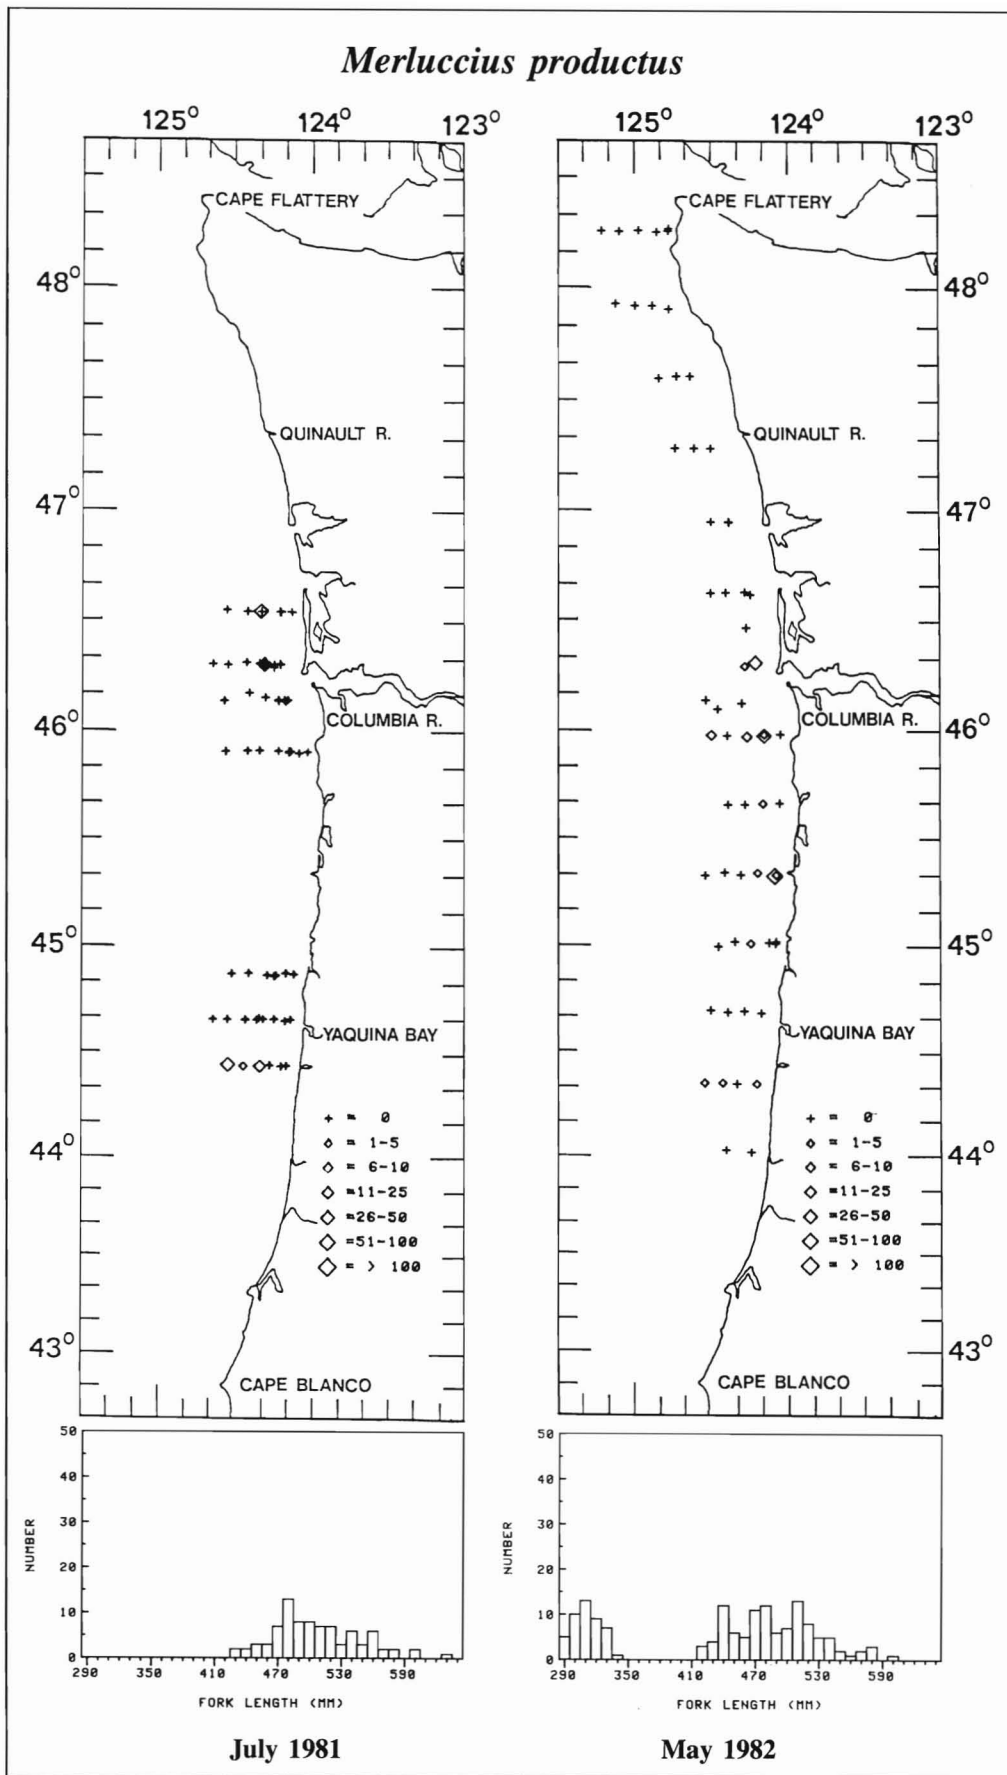 Merluccius productus
125° 124° 123°
CAPE FLATTERY
48°
QUINAULT R.
47°
46°
COLUMBIA R.
45°
YAQUINA BAY
+ = 0
◇ = 1-5
◇ = 6-10
44°
◇ =11-25
◇ =26-50
◇ =51-100
◇ = > 100
43°
CAPE BLANCO
125° 124° 123°
CAPE FLATTERY
48°
QUINAULT R.
47°
COLUMBIA R.
46°
45°
YAQUINA BAY
+ = 0
◇ = 1-5
◇ = 6-10
44°
◇ =11-25
◇ =26-50
◇ =51-100
◇ = > 100
43°
CAPE BLANCO
50
40
30
20
10
0
NUMBER
290 350 410 470 530 590
FORK LENGTH (MM)
July 1981
50
40
30
20
10
0
NUMBER
290 350 410 470 530 590
FORK LENGTH (MM)
May 1982